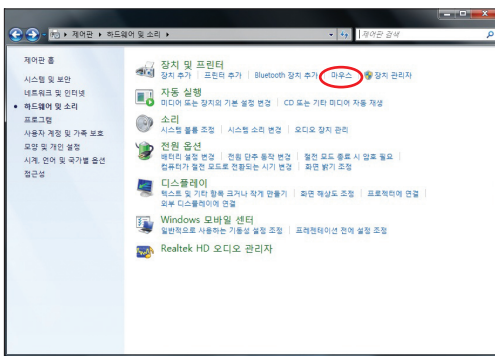 제어판 ▸ 하드웨어 및 소리 ▸
제어판 검색
제어판 홈
시스템 및 보안
네트워크 및 인터넷
하드웨어 및 소리
프로그램
사용자 계정 및 가족 보호
모양 및 개인 설정
시계, 언어 및 국가별 옵션
접근성
장치 및 프린터
장치 추가 | 프린터 추가 | Bluetooth 장치 추가 | 마우스 | 장치 관리자
자동 실행
미디어 또는 장치의 기본 설정 변경 | CD 또는 기타 미디어 자동 재생
소리
시스템 볼륨 조정 | 시스템 소리 변경 | 오디오 장치 관리
전원 옵션
배터리 설정 변경 | 전원 단추 동작 변경 | 절전 모드 종료 시 암호 필요 |
컴퓨터가 절전 모드로 전환되는 시기 변경 | 화면 밝기 조정
디스플레이
텍스트 및 기타 항목 크거나 작게 만들기 | 화면 해상도 조정 | 프로젝터에 연결 |
외부 디스플레이에 연결
Windows 모바일 센터
일반적으로 사용하는 기동성 설정 조정 | 프레젠테이션 전에 설정 조정
Realtek HD 오디오 관리자